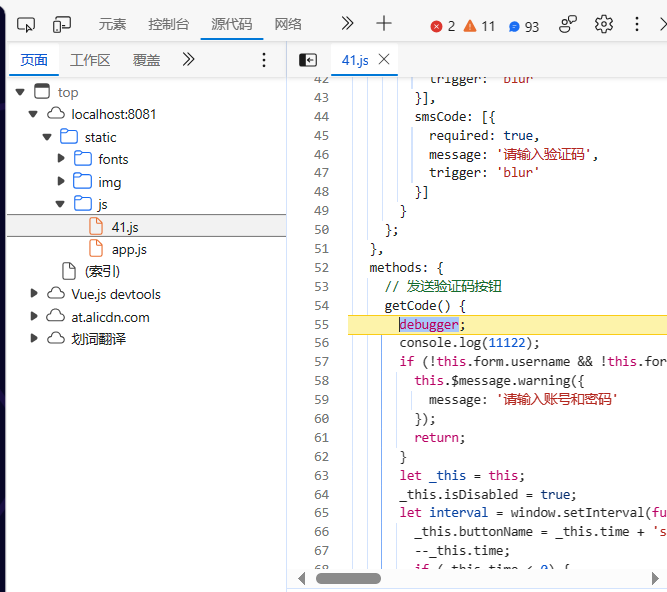 元素 控制台 源代码 网络 2 11 93
页面 工作区 覆盖 41.js
top
localhost:8081
static
fonts
img
js
41.js
app.js
(索引)
Vue.js devtools
at.alicdn.com
划词翻译
42 trigger: 'blur'
43 }],
44 smsCode: [{
45 required: true,
46 message: '请输入验证码',
47 trigger: 'blur'
48 }]
49 }
50 };
51 },
52 methods: {
53 // 发送验证码按钮
54 getCode() {
55 debugger;
56 console.log(11122);
57 if (!this.form.username && !this.for
58 this.$message.warning({
59 message: '请输入账号和密码'
60 });
61 return;
62 }
63 let _this = this;
64 _this.isDisabled = true;
65 let interval = window.setInterval(fu
66 _this.buttonName = _this.time + 's
67 --_this.time;
68 if (_this.time < 0) {